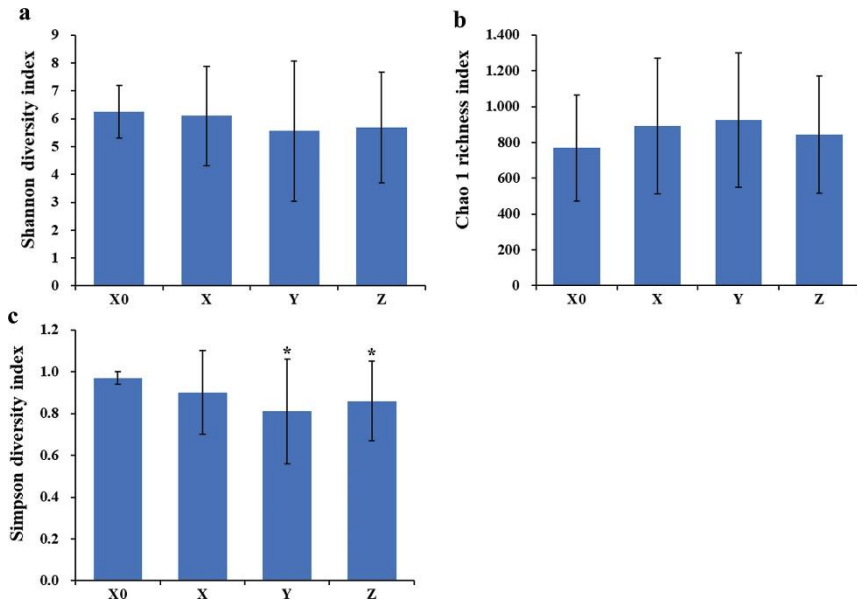 a
Shannon diversity index
9
8
7
6
5
4
3
2
1
0
X0 X Y Z
b
Chao 1 richness index
1.400
1.200
1.000
800
600
400
200
0
X0 X Y Z
c
Simpson diversity index
1.2
1.0
0.8
0.6
0.4
0.2
0.0
* *
X0 X Y Z